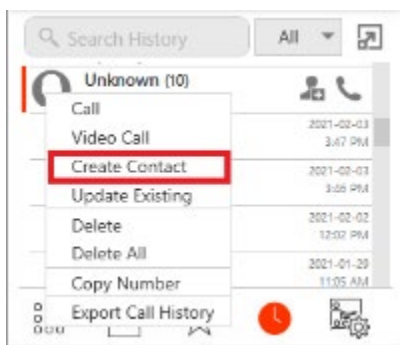 Search History
All
Unknown (10)
Call
Video Call
2021-02-03
3:47 PM
Create Contact
2021-02-03
3:46 PM
Update Existing
Delete
2021-02-02
12:02 PM
Delete All
2021-01-29
11:05 AM
Copy Number
Export Call History